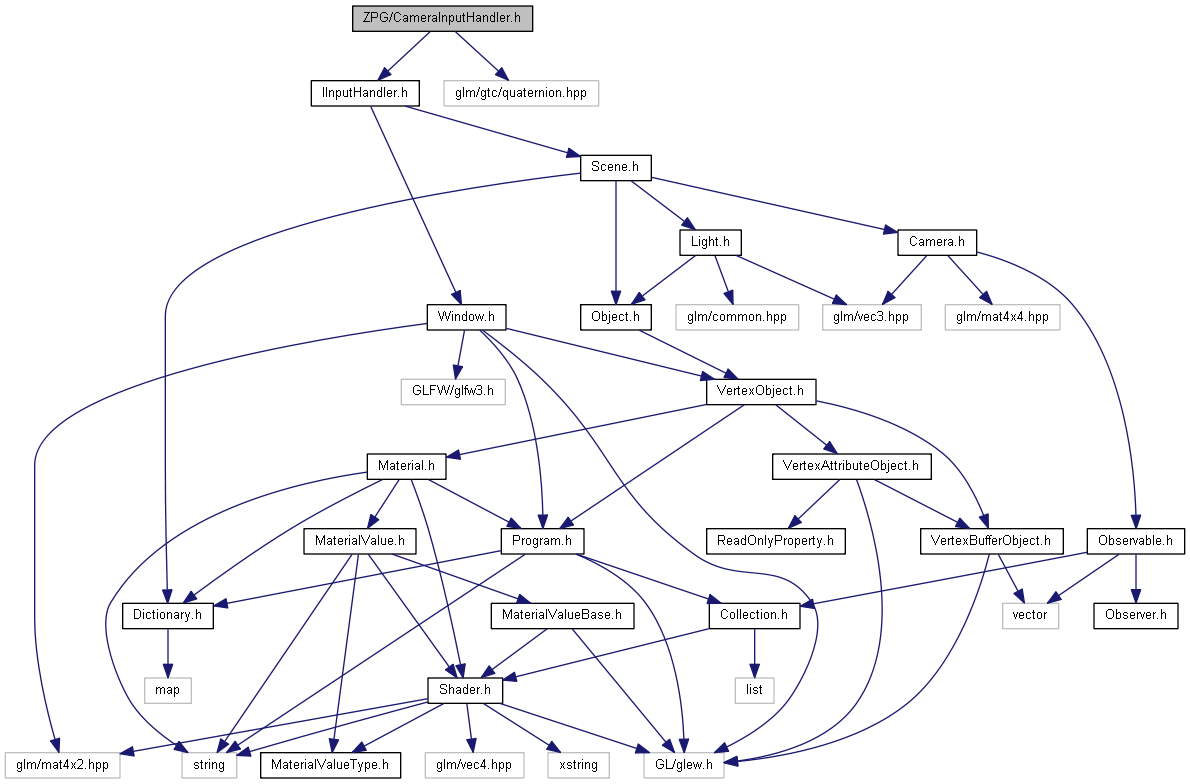 ZPG/CameraInputHandler.h
IInputHandler.h
glm/gtc/quaternion.hpp
Scene.h
Light.h
Camera.h
Window.h
Object.h
glm/common.hpp
glm/vec3.hpp
glm/mat4x4.hpp
GLFW/glfw3.h
VertexObject.h
Material.h
VertexAttributeObject.h
MaterialValue.h
Program.h
ReadOnlyProperty.h
VertexBufferObject.h
Observable.h
Dictionary.h
MaterialValueBase.h
Collection.h
vector
Observer.h
map
Shader.h
list
glm/mat4x2.hpp
string
MaterialValueType.h
glm/vec4.hpp
xstring
GL/glew.h